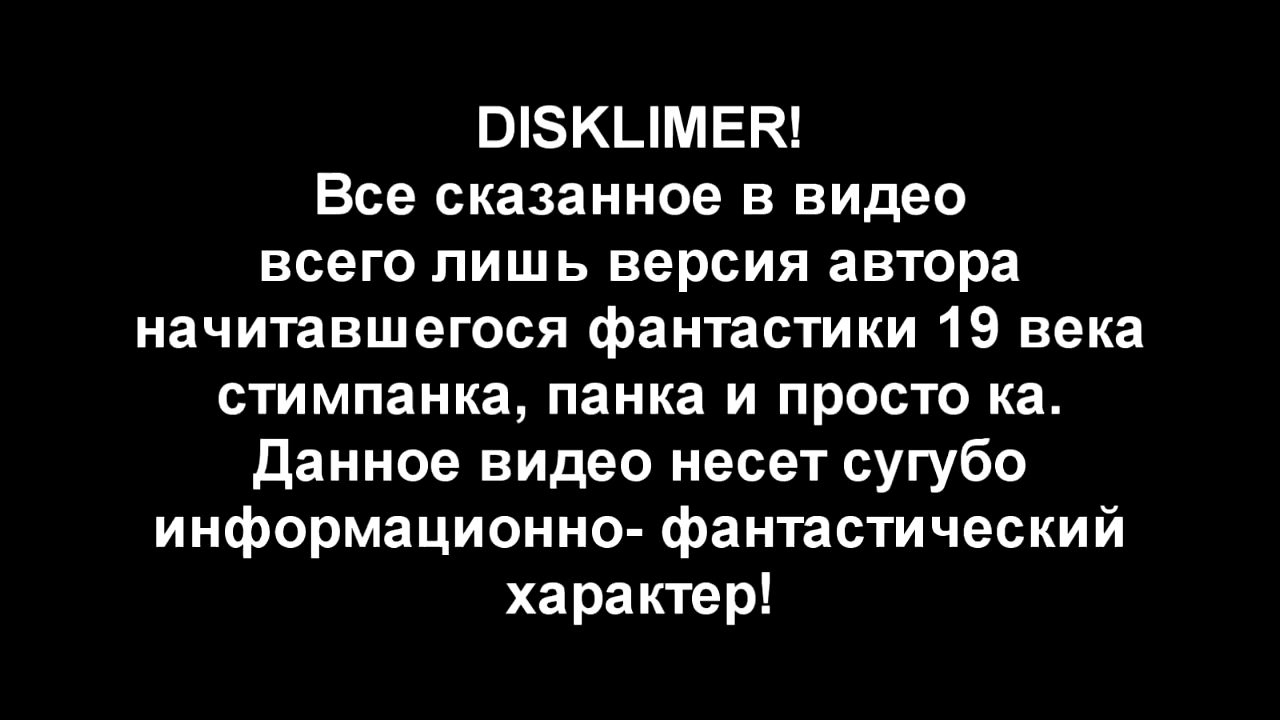 DISKLIMER!
Все сказанное в видео
всего лишь версия автора
начитавшегося фантастики 19 века
стимпанка, панка и просто ка.
Данное видео несет сугубо
информационно- фантастический
характер!